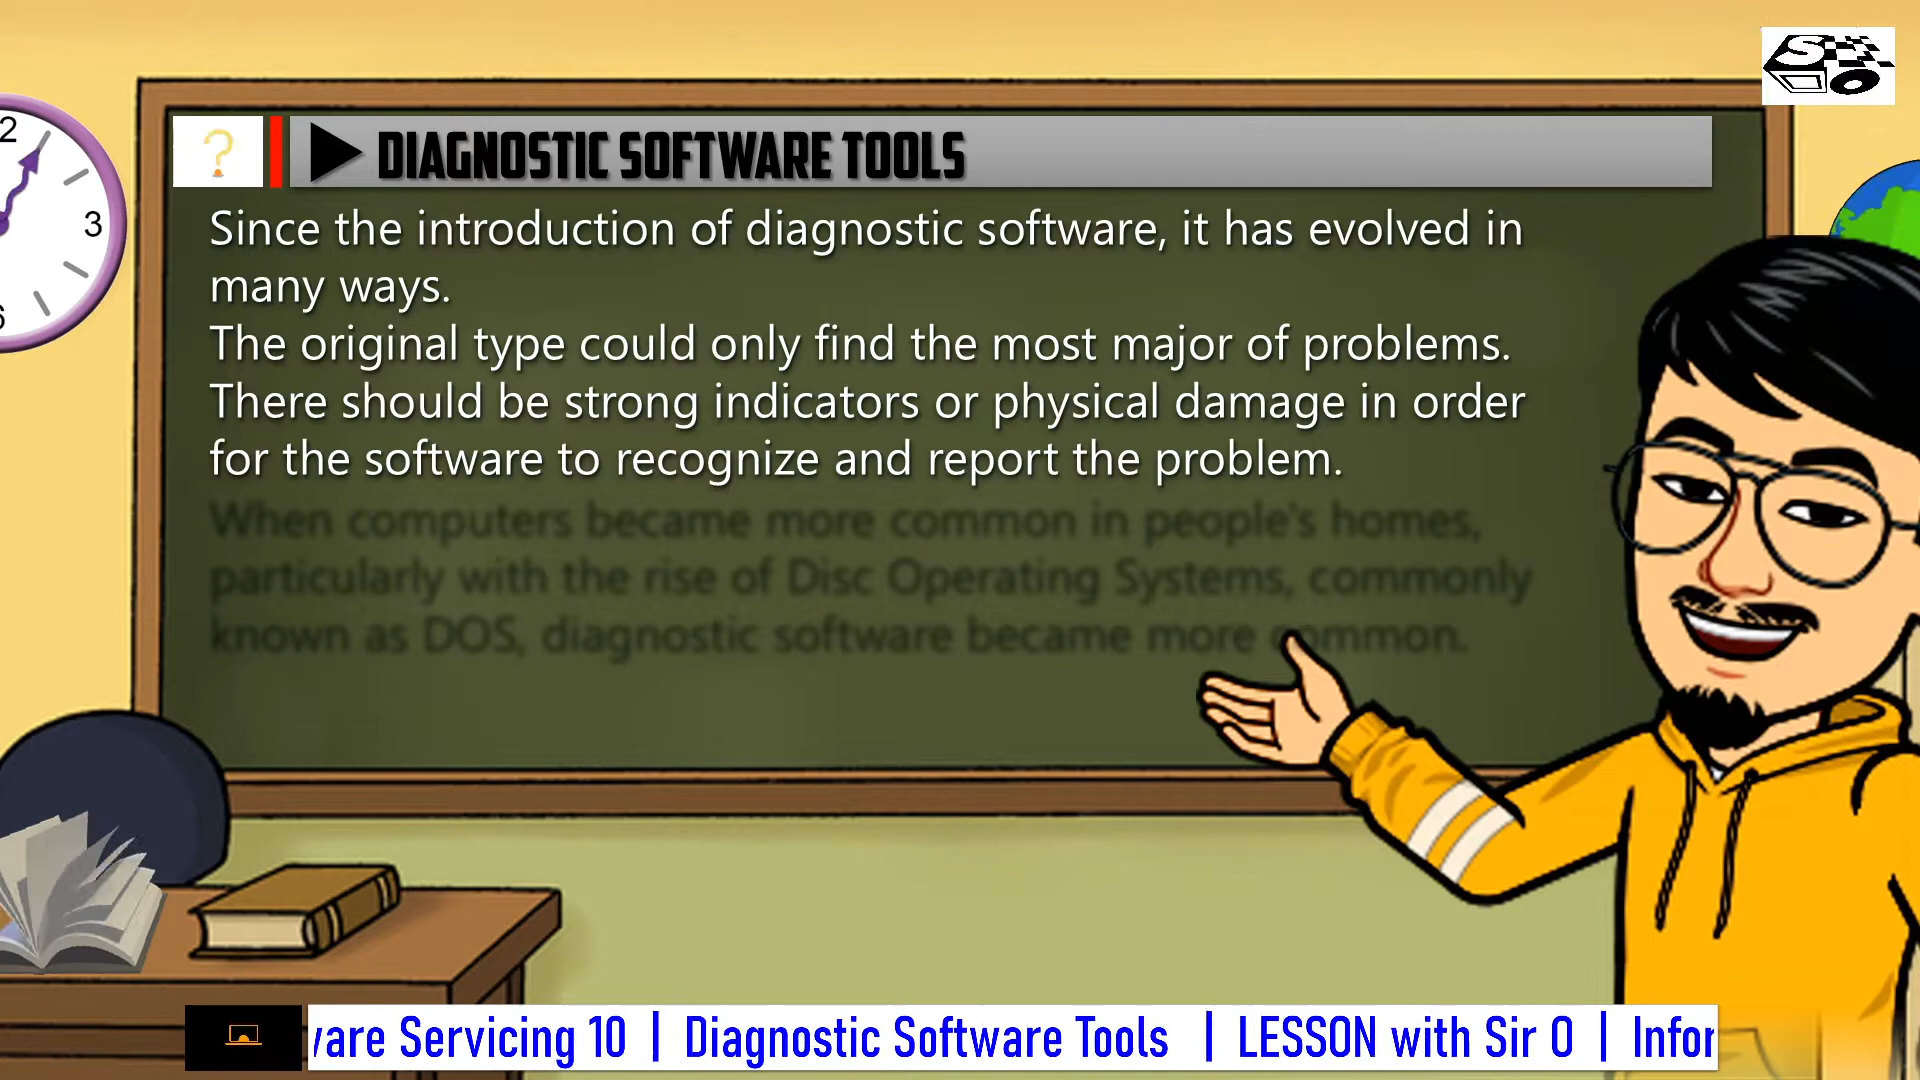 2
3
6
S
O
?
DIAGNOSTIC SOFTWARE TOOLS
Since the introduction of diagnostic software, it has evolved in
many ways.
The original type could only find the most major of problems.
There should be strong indicators or physical damage in order
for the software to recognize and report the problem.
When computers became more common in people's homes,
particularly with the rise of Disc Operating Systems, commonly
known as DOS, diagnostic software became more common.
are Servicing 10 | Diagnostic Software Tools | LESSON with Sir O | Infor